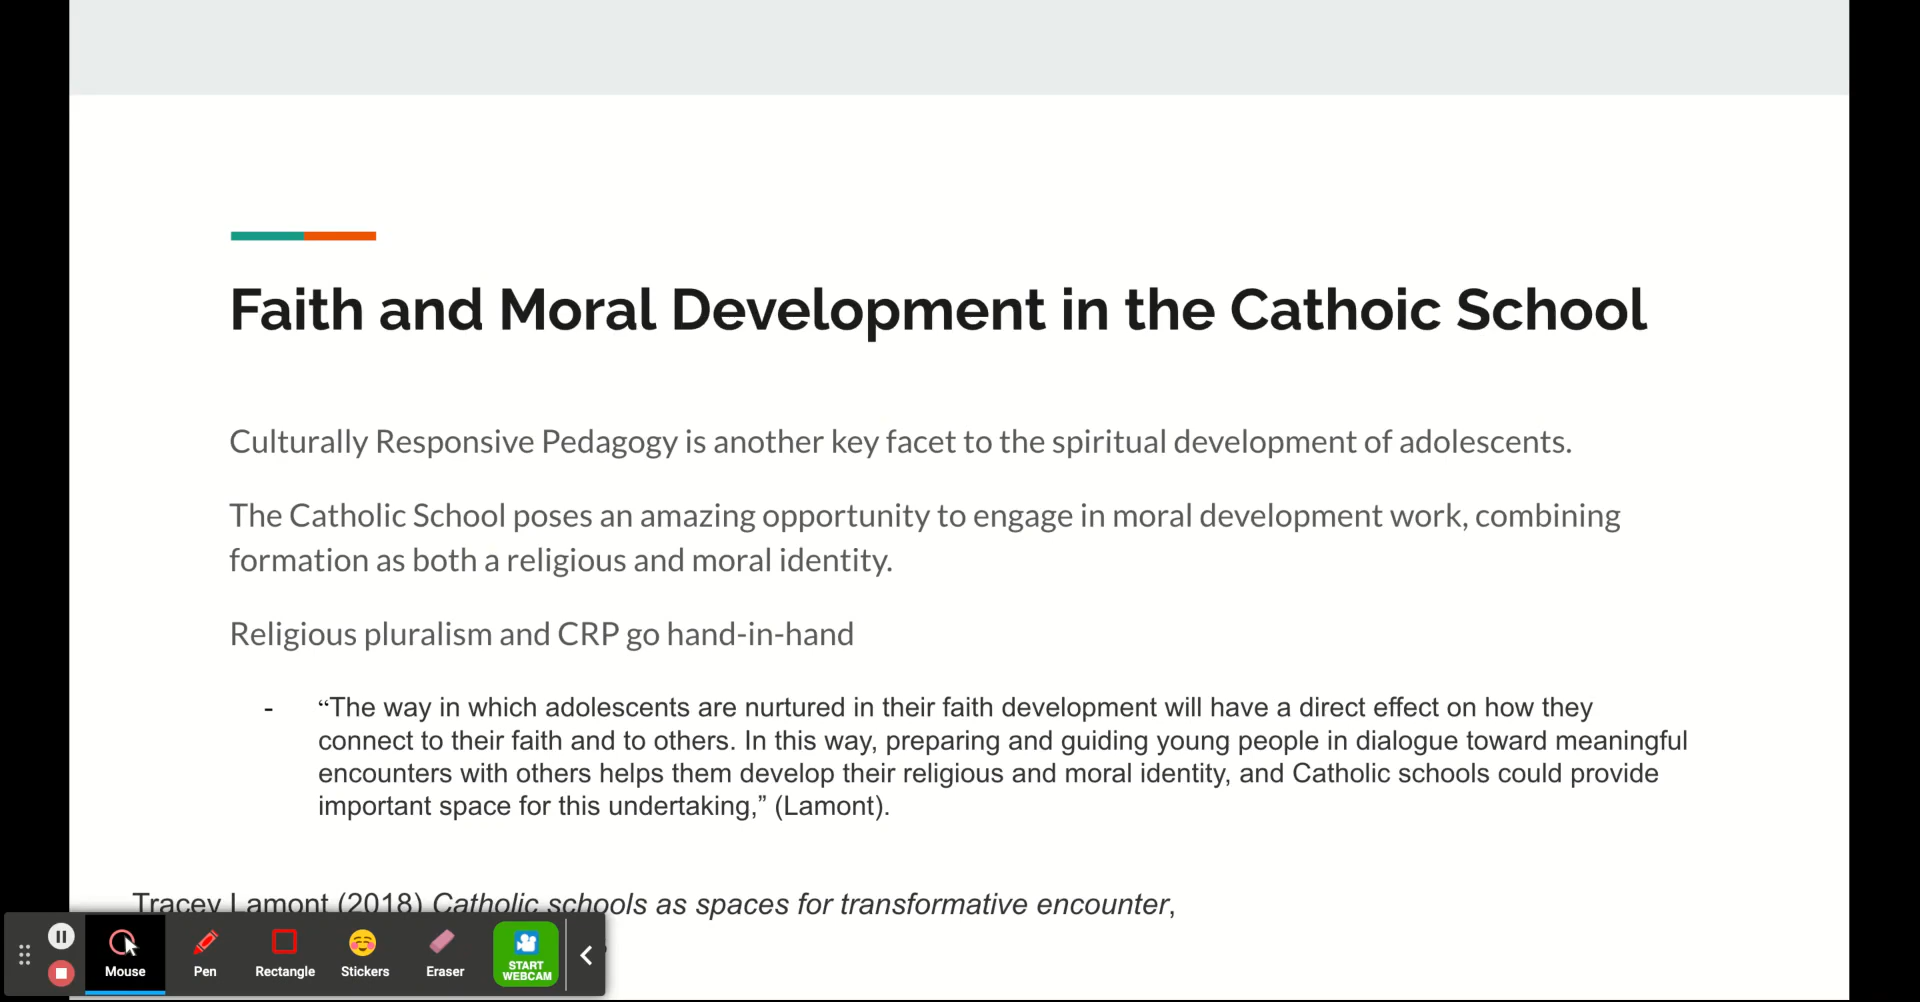 Faith and Moral Development in the Cathoic School
Culturally Responsive Pedagogy is another key facet to the spiritual development of adolescents.
The Catholic School poses an amazing opportunity to engage in moral development work, combining
formation as both a religious and moral identity.
Religious pluralism and CRP go hand-in-hand
- “The way in which adolescents are nurtured in their faith development will have a direct effect on how they
connect to their faith and to others. In this way, preparing and guiding young people in dialogue toward meaningful
encounters with others helps them develop their religious and moral identity, and Catholic schools could provide
important space for this undertaking,” (Lamont).
Tracey Lamont (2018) Catholic schools as spaces for transformative encounter,
Mouse
Pen
Rectangle
Stickers
Eraser
START
WEBCAM